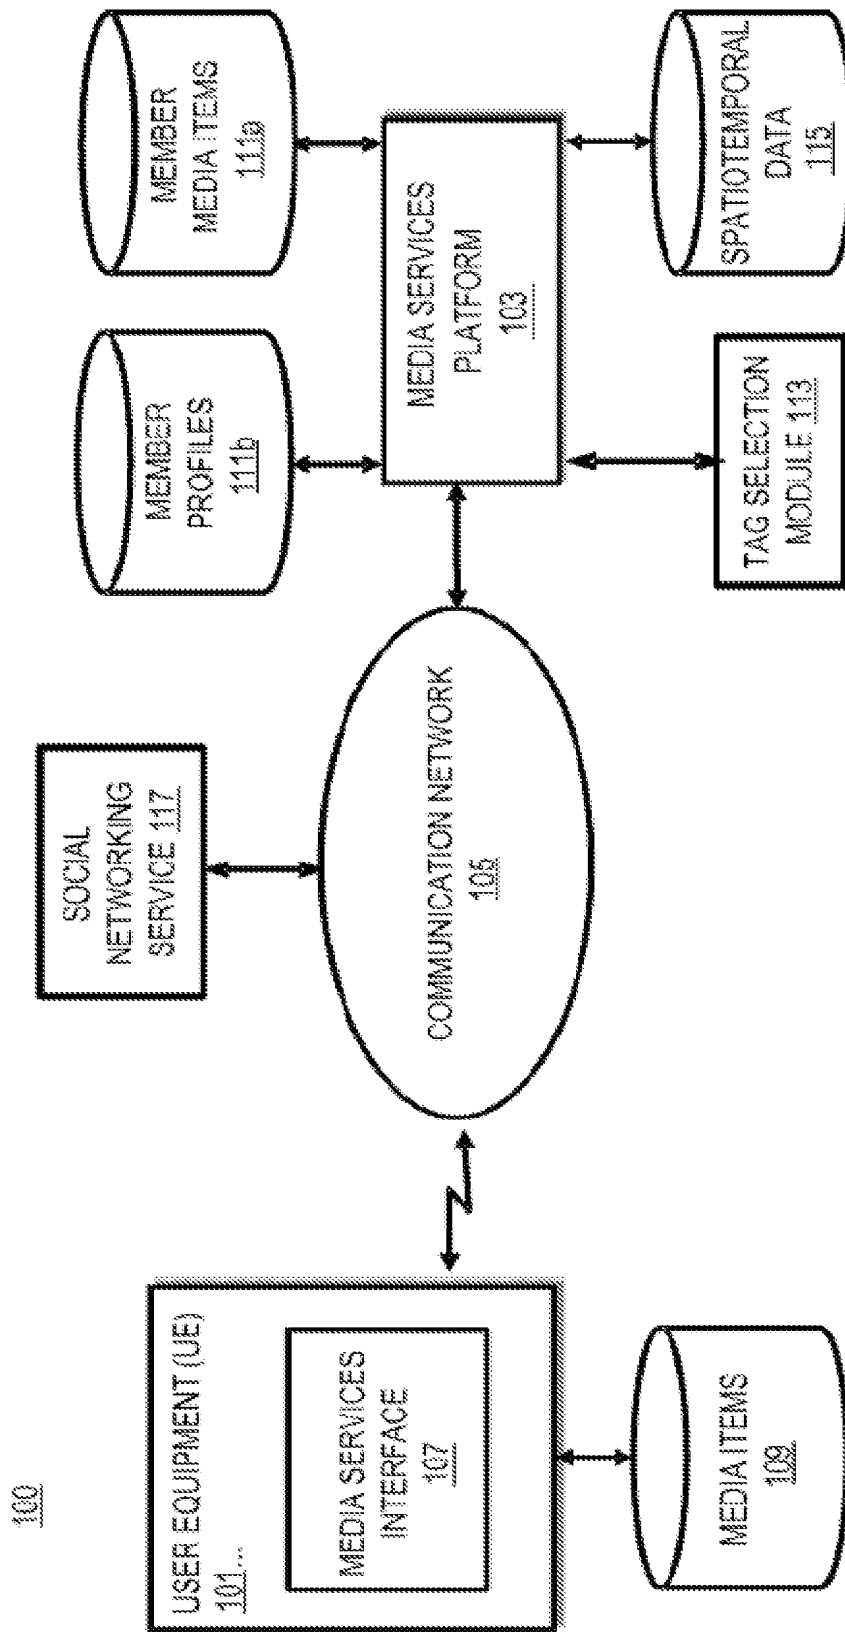 100
USER EQUIPMENT (UE)
101...
MEDIA SERVICES
INTERFACE
107
MEDIA ITEMS
109
SOCIAL
NETWORKING
SERVICE 117
COMMUNICATION NETWORK
105
MEMBER
PROFILES
111b
MEMBER
MEDIA ITEMS
111a
MEDIA SERVICES
PLATFORM
103
TAG SELECTION
MODULE 113
SPATIOTEMPORAL
DATA
115